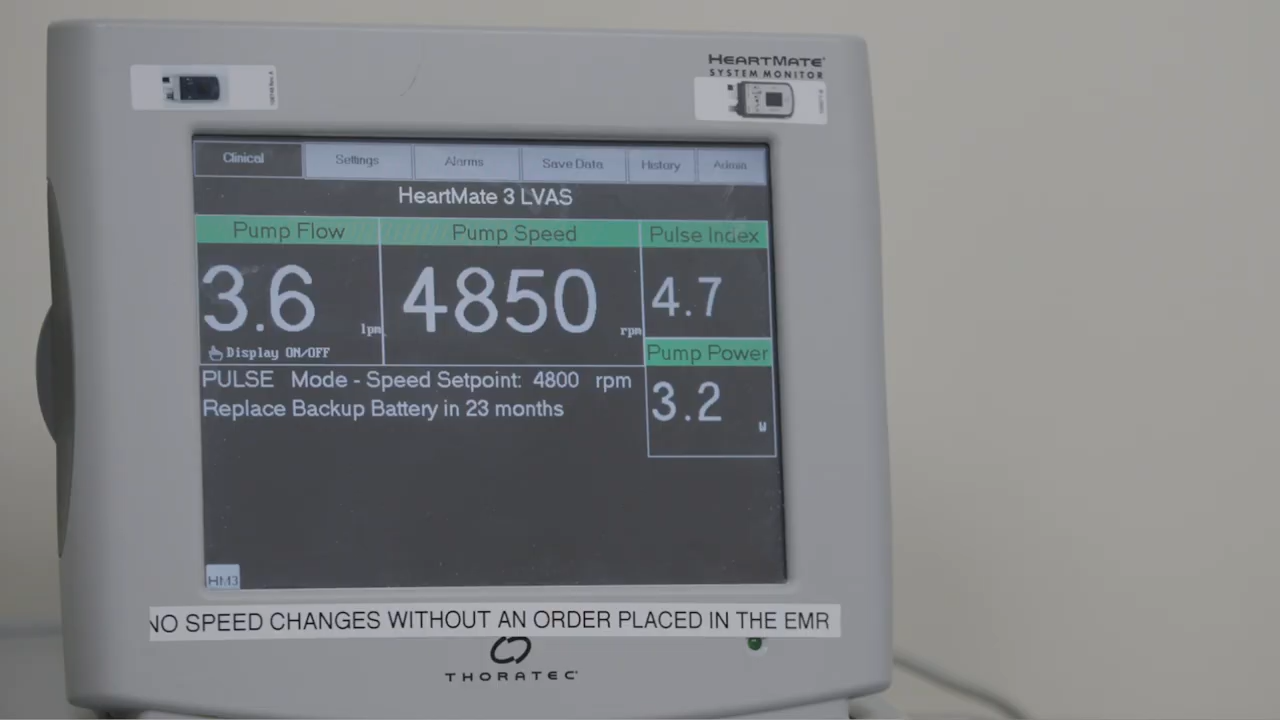 HEARTMATE
SYSTEM MONITOR
Clinical Settings Alarms Save Data History Admin
HeartMate 3 LVAS
Pump Flow Pump Speed Pulse Index
3.6 lpm 4850 rpm 4.7
Display ON/OFF
Pump Power
3.2 W
PULSE Mode - Speed Setpoint: 4800 rpm
Replace Backup Battery in 23 months
HM3
NO SPEED CHANGES WITHOUT AN ORDER PLACED IN THE EMR
THORATEC